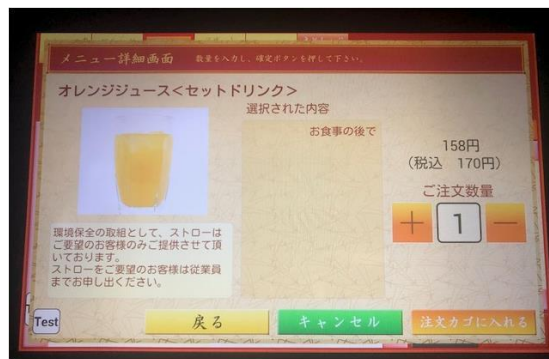 メニュー詳細画面 数量を入力し、確定ボタンを押して下さい。
オレンジジュース<セットドリンク>
選択された内容
お食事の後で
158円
(税込 170円)
ご注文数量
+ 1 −
環境保全の取組として、ストローは
ご要望のお客様のみご提供させて頂
いております。
ストローをご要望のお客様は従業員
までお申し出ください。
Test
戻る
キャンセル
注文カゴに入れる